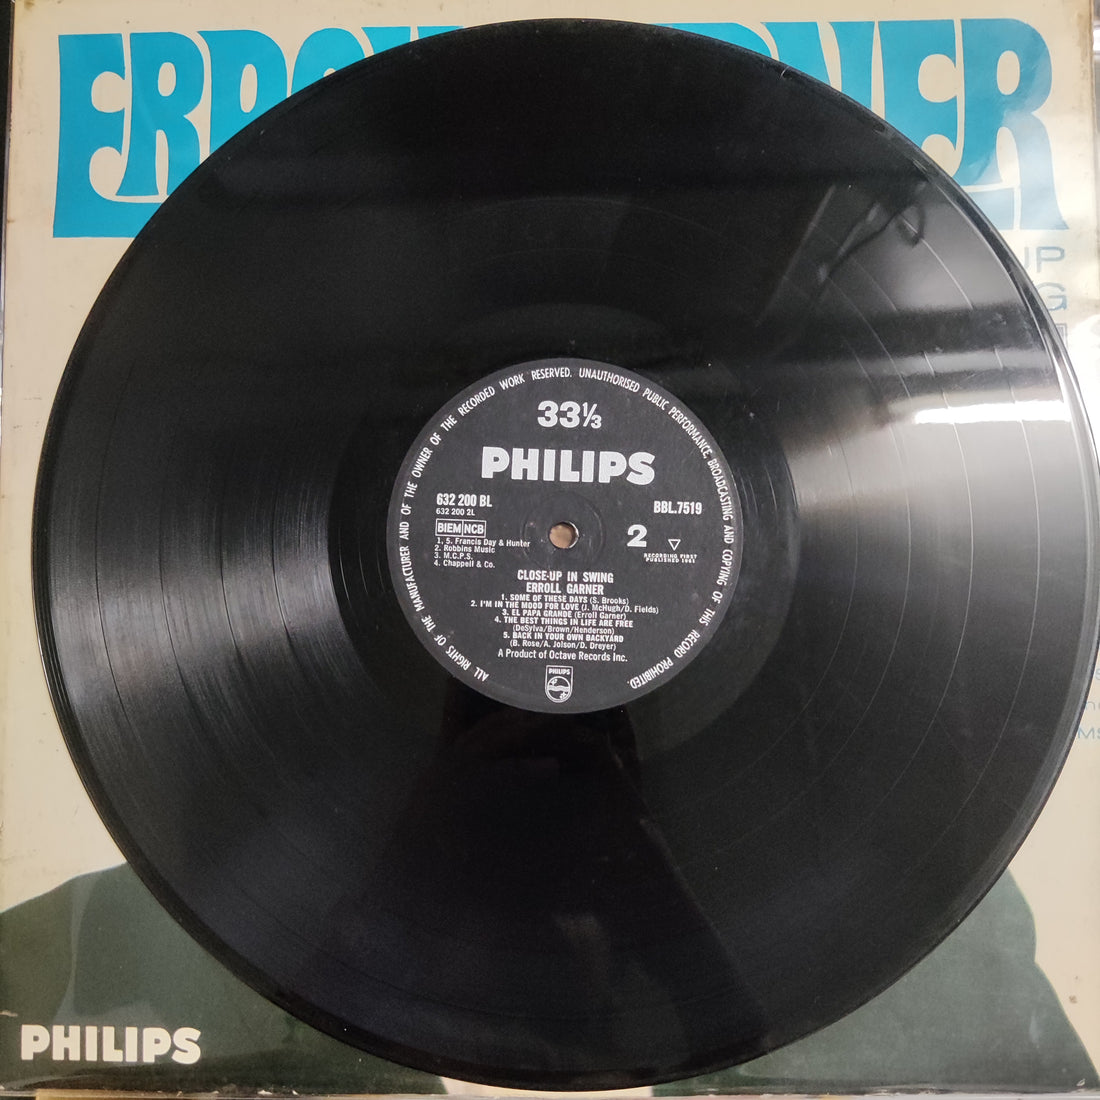 ERRO RNER
UP
G
ALL RIGHTS OF THE MANUFACTURER AND OF THE OWNER OF THE RECORDED WORK RESERVED. UNAUTHORISED PUBLIC PERFORMANCE, BROADCASTING AND COPYING OF THIS RECORD PROHIBITED.
33⅓
PHILIPS
632 200 BL BBL.7519
632 200 2L
BIEM NCB 2
1, 5. Francis Day & Hunter
2. Robbins Music
3. M.C.P.S.
4. Chappell & Co.
RECORDING FIRST
PUBLISHED 1961
CLOSE-UP IN SWING
ERROLL GARNER
1. SOME OF THESE DAYS (S. Brooks)
2. I'M IN THE MOOD FOR LOVE (J. McHugh/D. Fields)
3. EL PAPA GRANDE (Erroll Garner)
4. THE BEST THINGS IN LIFE ARE FREE
(DeSylva/Brown/Henderson)
5. BACK IN YOUR OWN BACKYARD
(B. Rose/A. Jolson/D. Dreyer)
A Product of Octave Records Inc.
PHILIPS
PHILIPS